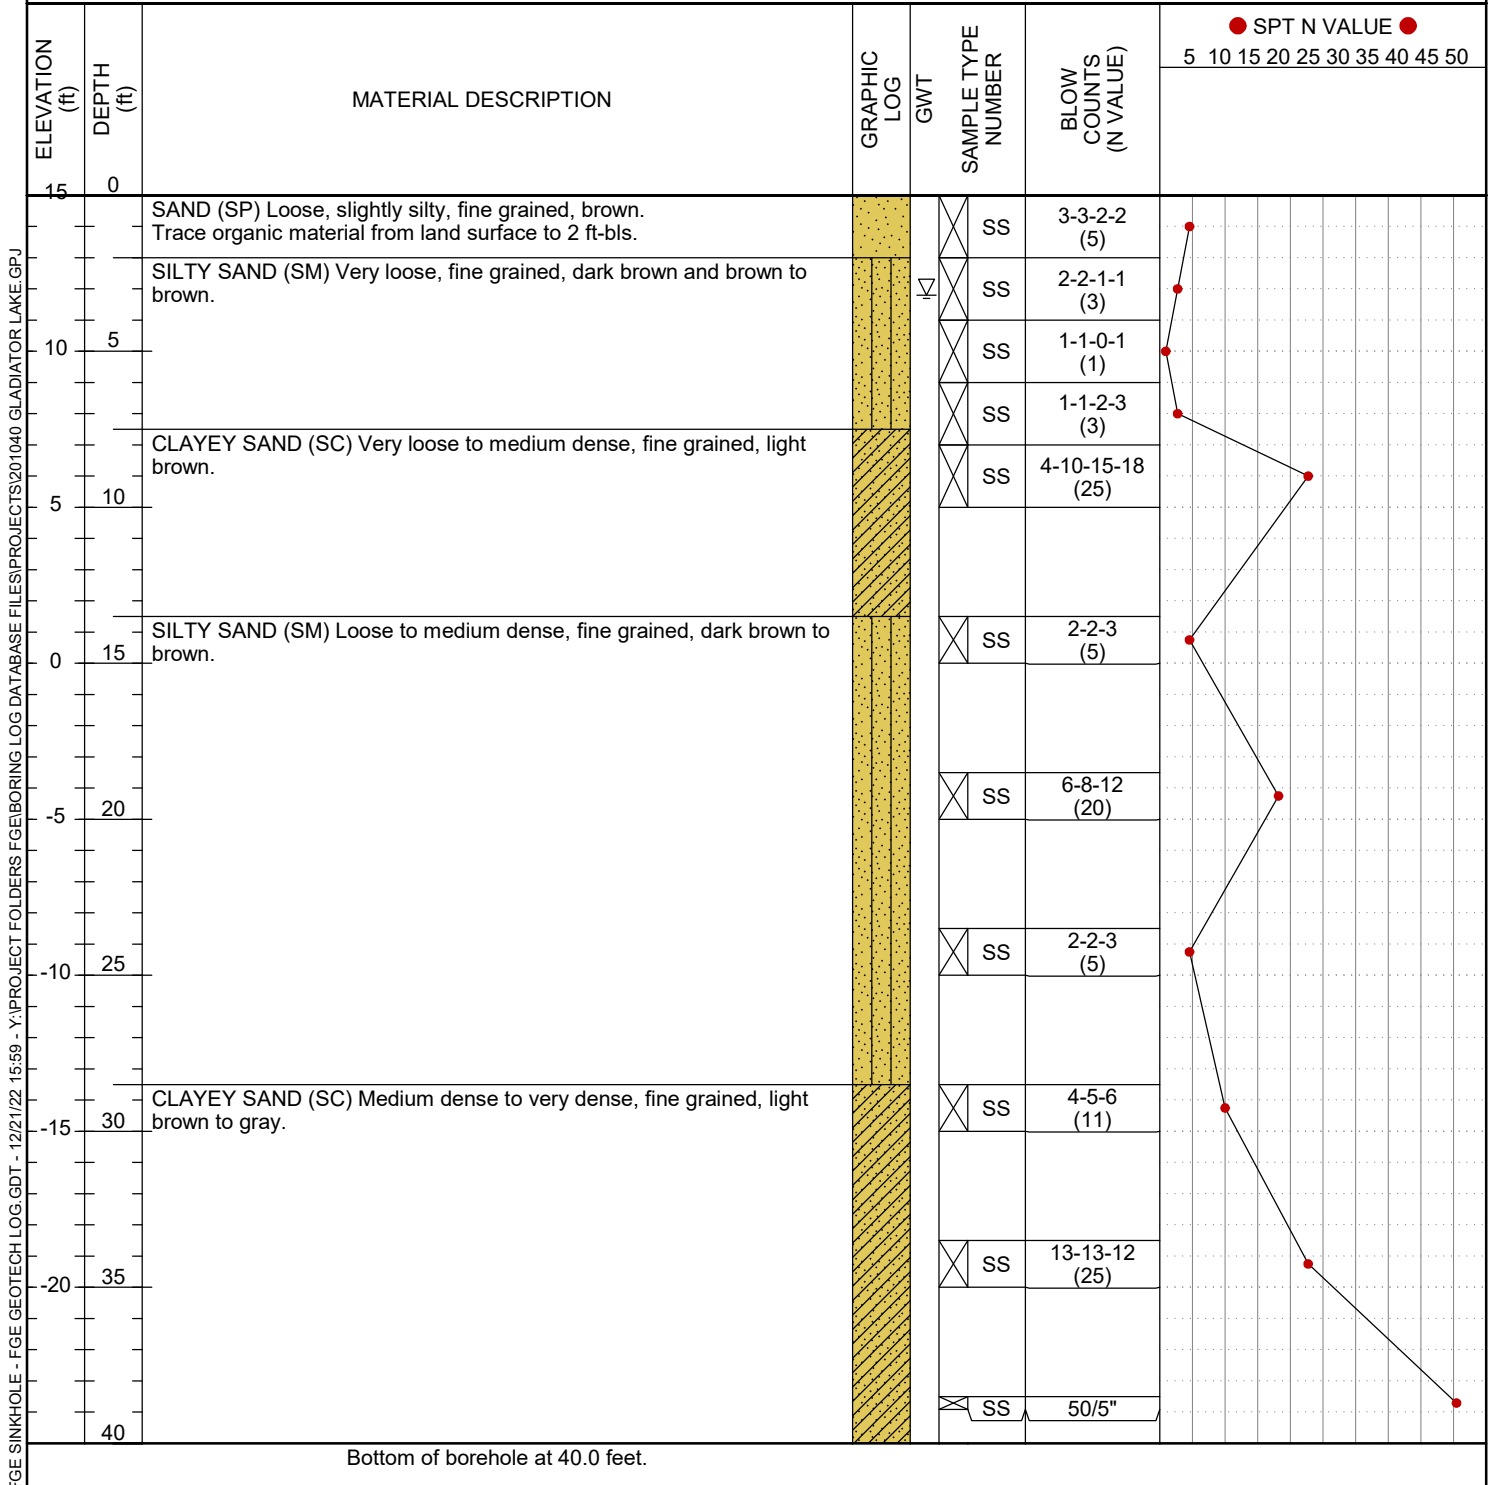 SPT N VALUE
5 10 15 20 25 30 35 40 45 50
ELEVATION
(ft)
DEPTH
(ft)
MATERIAL DESCRIPTION
GRAPHIC
LOG
GWT
SAMPLE TYPE
NUMBER
BLOW
COUNTS
(N VALUE)
15 0
SAND (SP) Loose, slightly silty, fine grained, brown.
Trace organic material from land surface to 2 ft-bls.
SS
3-3-2-2
(5)
SILTY SAND (SM) Very loose, fine grained, dark brown and brown to
brown.
SS
2-2-1-1
(3)
10 5
SS
1-1-0-1
(1)
SS
1-1-2-3
(3)
CLAYEY SAND (SC) Very loose to medium dense, fine grained, light
brown.
SS
4-10-15-18
(25)
5 10
SILTY SAND (SM) Loose to medium dense, fine grained, dark brown to
brown.
SS
2-2-3
(5)
0 15
SS
6-8-12
(20)
-5 20
SS
2-2-3
(5)
-10 25
CLAYEY SAND (SC) Medium dense to very dense, fine grained, light
brown to gray.
SS
4-5-6
(11)
-15 30
SS
13-13-12
(25)
-20 35
SS
50/5"
40
Bottom of borehole at 40.0 feet.
FGE SINKHOLE - FGE GEOTECH LOG.GDT - 12/21/22 15:59 - Y:\PROJECT FOLDERS FGE\BORING LOG DATABASE FILES\PROJECTS\201040 GLADIATOR LAKE.GPJ